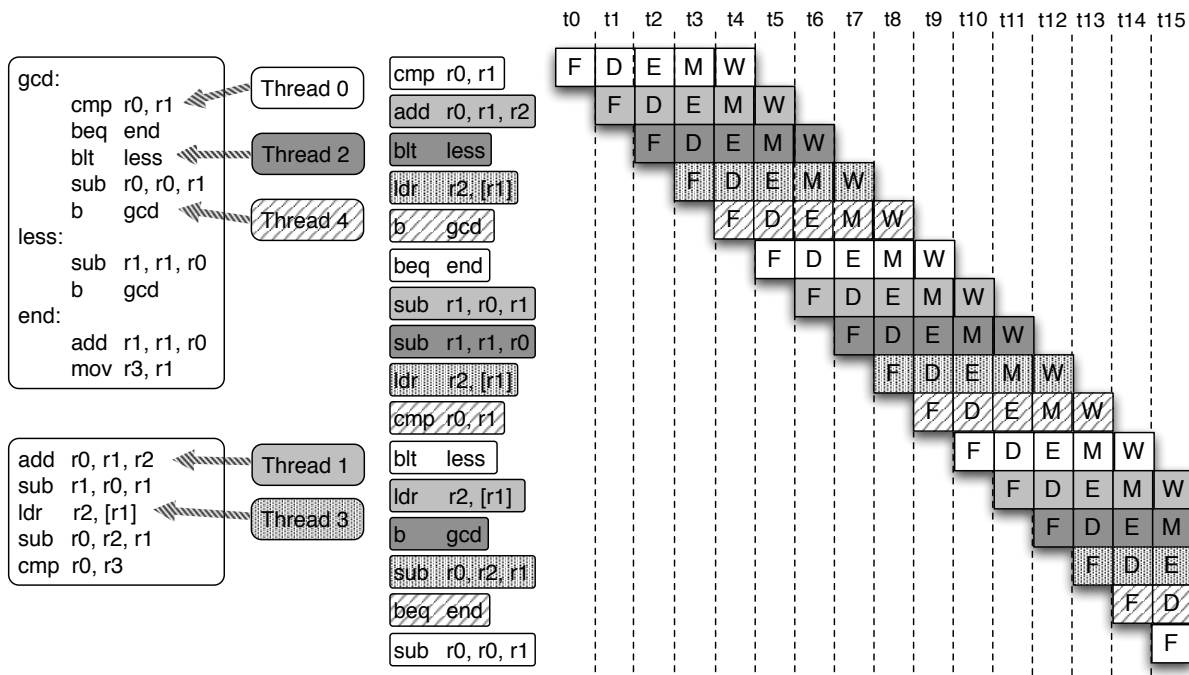 t0 t1 t2 t3 t4 t5 t6 t7 t8 t9 t10 t11 t12 t13 t14 t15
gcd:
cmp r0, r1
beq end
blt less
sub r0, r0, r1
b gcd
less:
sub r1, r1, r0
b gcd
end:
add r1, r1, r0
mov r3, r1
Thread 0
Thread 2
Thread 4
add r0, r1, r2
sub r1, r0, r1
ldr r2, [r1]
sub r0, r2, r1
cmp r0, r3
Thread 1
Thread 3
cmp r0, r1 F D E M W
add r0, r1, r2 F D E M W
blt less F D E M W
ldr r2, [r1] F D E M W
b gcd F D E M W
beq end F D E M W
sub r1, r0, r1 F D E M W
sub r1, r1, r0 F D E M W
ldr r2, [r1] F D E M W
cmp r0, r1 F D E M W
blt less F D E M W
ldr r2, [r1] F D E M W
b gcd F D E M
sub r0, r2, r1 F D E
beq end F D
sub r0, r0, r1 F